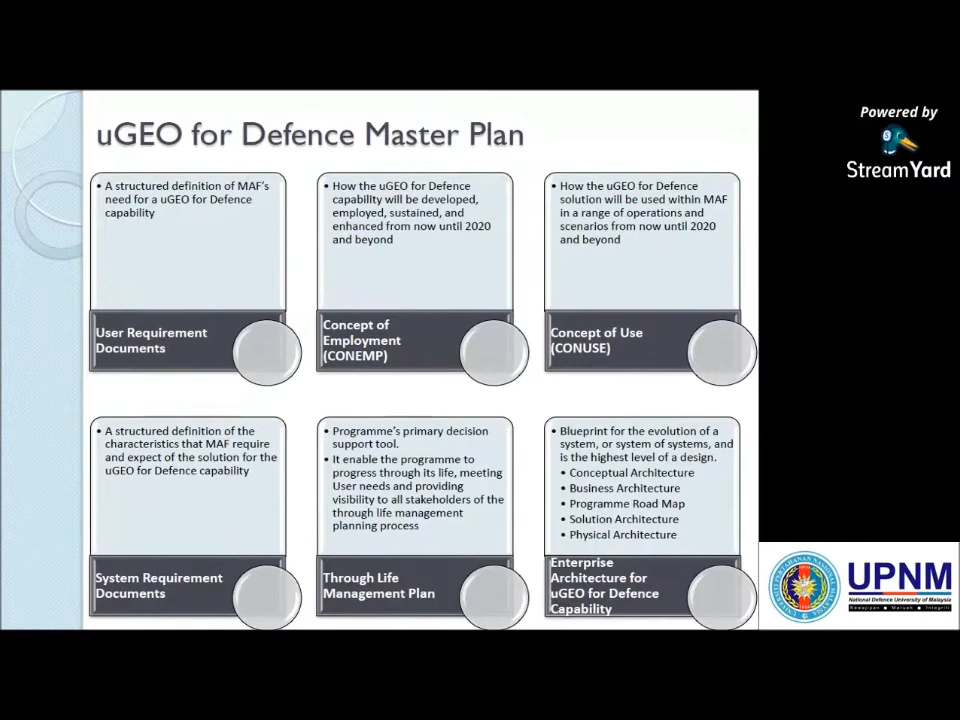 uGEO for Defence Master Plan
Powered by
StreamYard
• A structured definition of MAF's
need for a uGEO for Defence
capability
User Requirement
Documents
• How the uGEO for Defence
capability will be developed,
employed, sustained, and
enhanced from now until 2020
and beyond
Concept of
Employment
(CONEMP)
• How the uGEO for Defence
solution will be used within MAF
in a range of operations and
scenarios from now until 2020
and beyond
Concept of Use
(CONUSE)
• A structured definition of the
characteristics that MAF require
and expect of the solution for the
uGEO for Defence capability
System Requirement
Documents
• Programme's primary decision
support tool.
• It enable the programme to
progress through its life, meeting
User needs and providing
visibility to all stakeholders of the
through life management
planning process
Through Life
Management Plan
• Blueprint for the evolution of a
system, or system of systems, and
is the highest level of a design.
• Conceptual Architecture
• Business Architecture
• Programme Road Map
• Solution Architecture
• Physical Architecture
Enterprise
Architecture for
uGEO for Defence
Capability
UPNM
National Defence University of Malaysia
Kewajipan • Maruah • Integriti